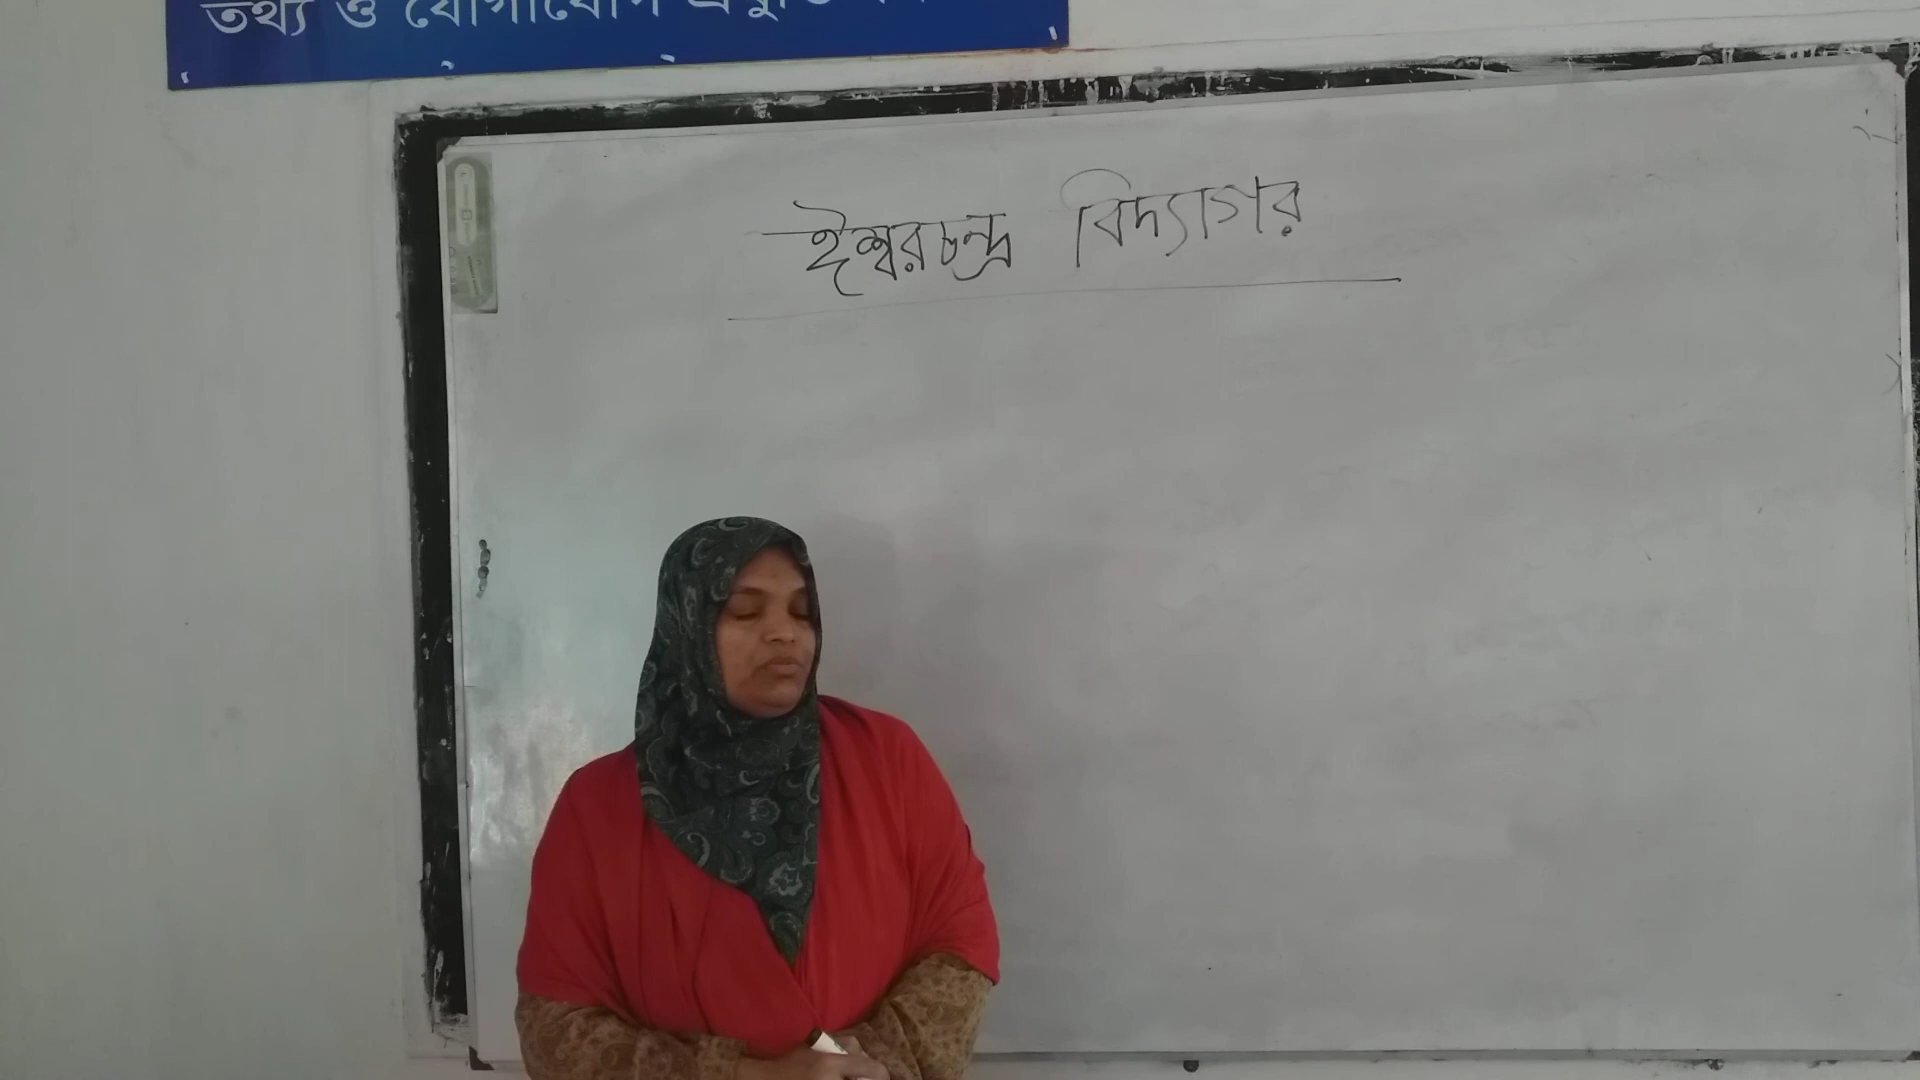 তথ্য ও যোগাযোগ প্রযুক্তি
ঈশ্বরচন্দ্র বিদ্যাগর